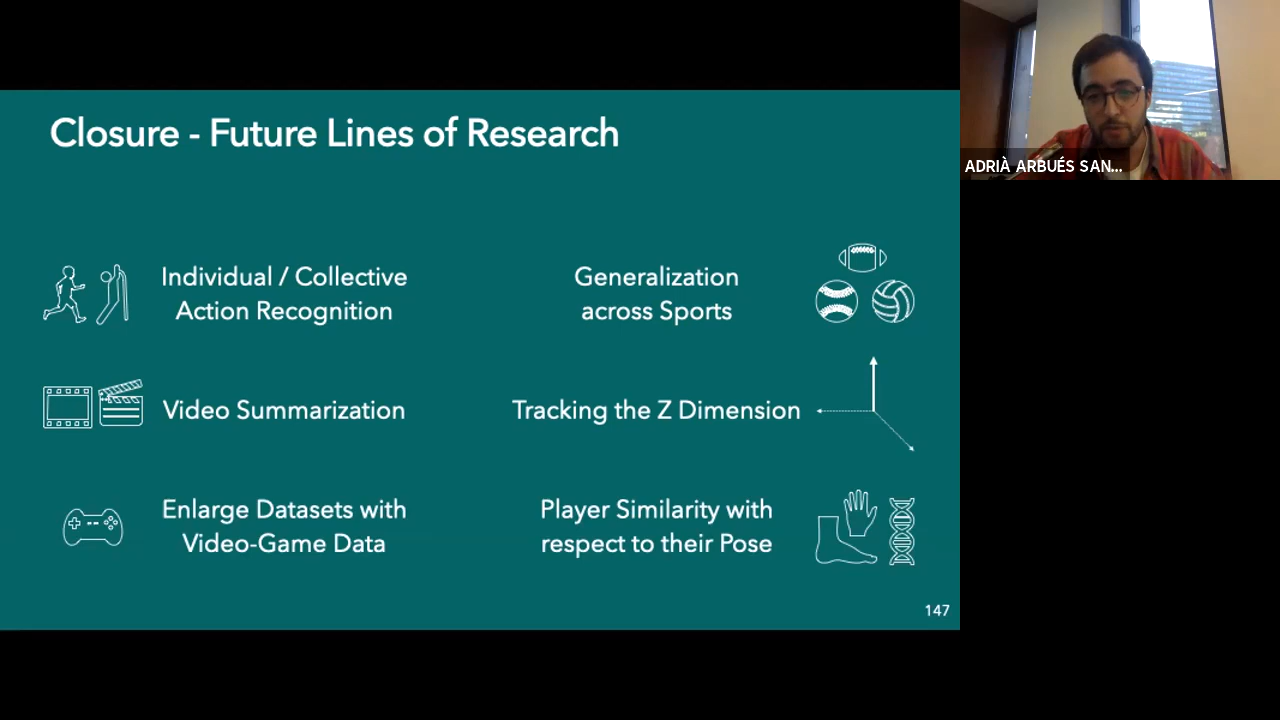 Closure - Future Lines of Research
Individual / Collective
Action Recognition
Generalization
across Sports
Video Summarization
Tracking the Z Dimension
Enlarge Datasets with
Video-Game Data
Player Similarity with
respect to their Pose
147
ADRIÀ ARBUÉS SAN...